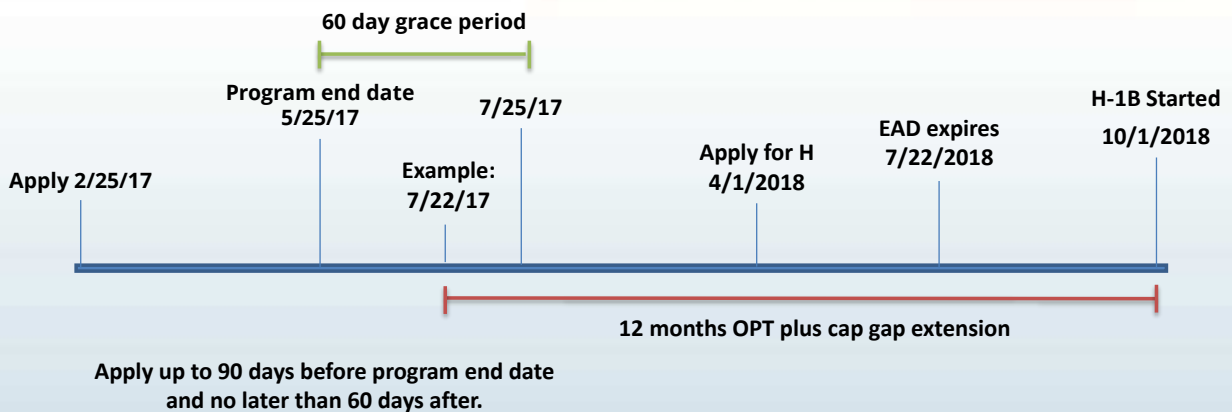 60 day grace period
Program end date
5/25/17
7/25/17
H-1B Started
10/1/2018
EAD expires
7/22/2018
Apply for H
4/1/2018
Example:
7/22/17
Apply 2/25/17
12 months OPT plus cap gap extension
Apply up to 90 days before program end date
and no later than 60 days after.